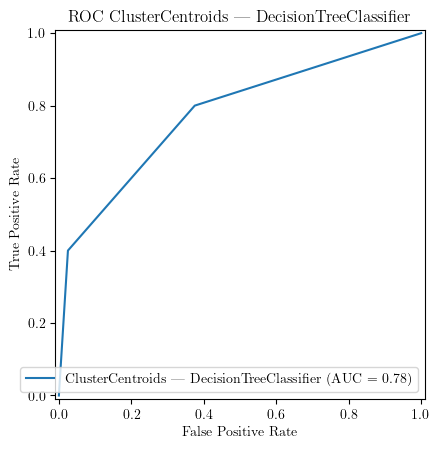 ROC ClusterCentroids — DecisionTreeClassifier
1.0
0.8
0.6
0.4
0.2
0.0
True Positive Rate
ClusterCentroids — DecisionTreeClassifier (AUC = 0.78)
0.0 0.2 0.4 0.6 0.8 1.0
False Positive Rate